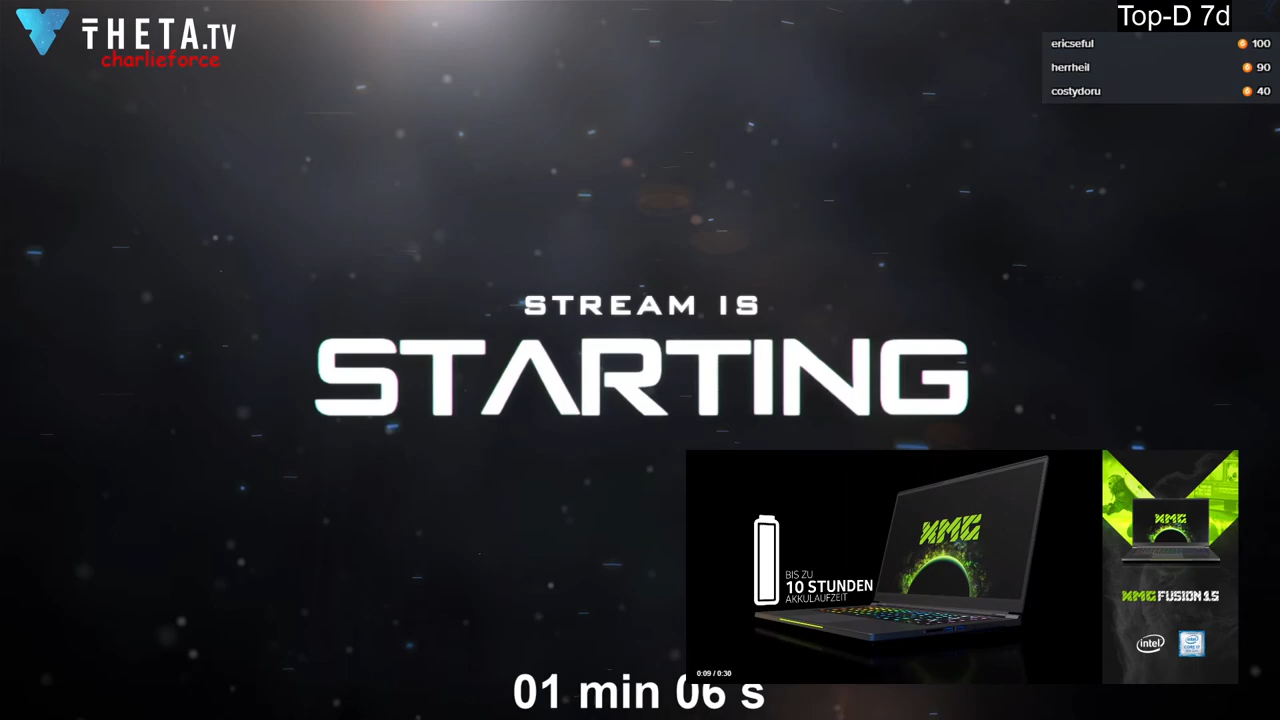 THETA.TV
charlieforce
Top-D 7d
ericseful 100
herrheil 90
costydoru 40
STREAM IS
STARTING
XMG
BIS ZU
10 STUNDEN
AKKULAUFZEIT
0:09 / 0:30
XMG
XMG FUSION 15
intel
01 min 06 s